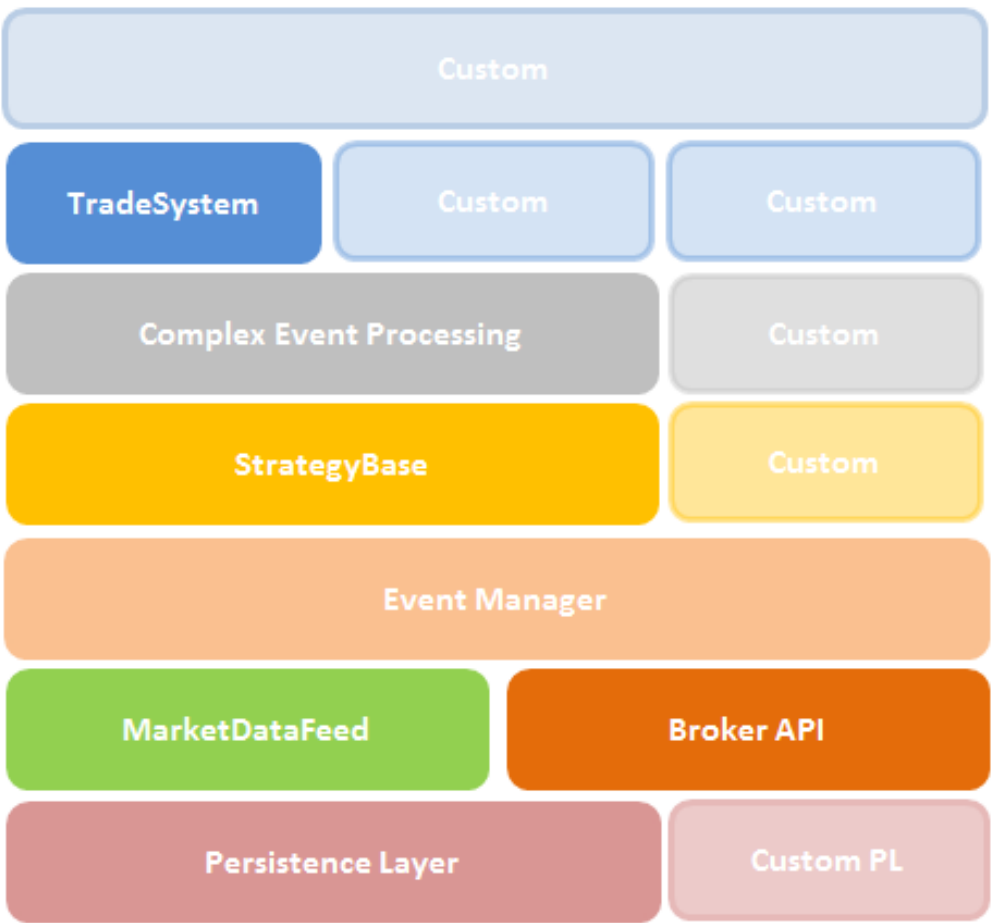 Custom
TradeSystem
Custom
Custom
Complex Event Processing
Custom
StrategyBase
Custom
Event Manager
MarketDataFeed
Broker API
Persistence Layer
Custom PL